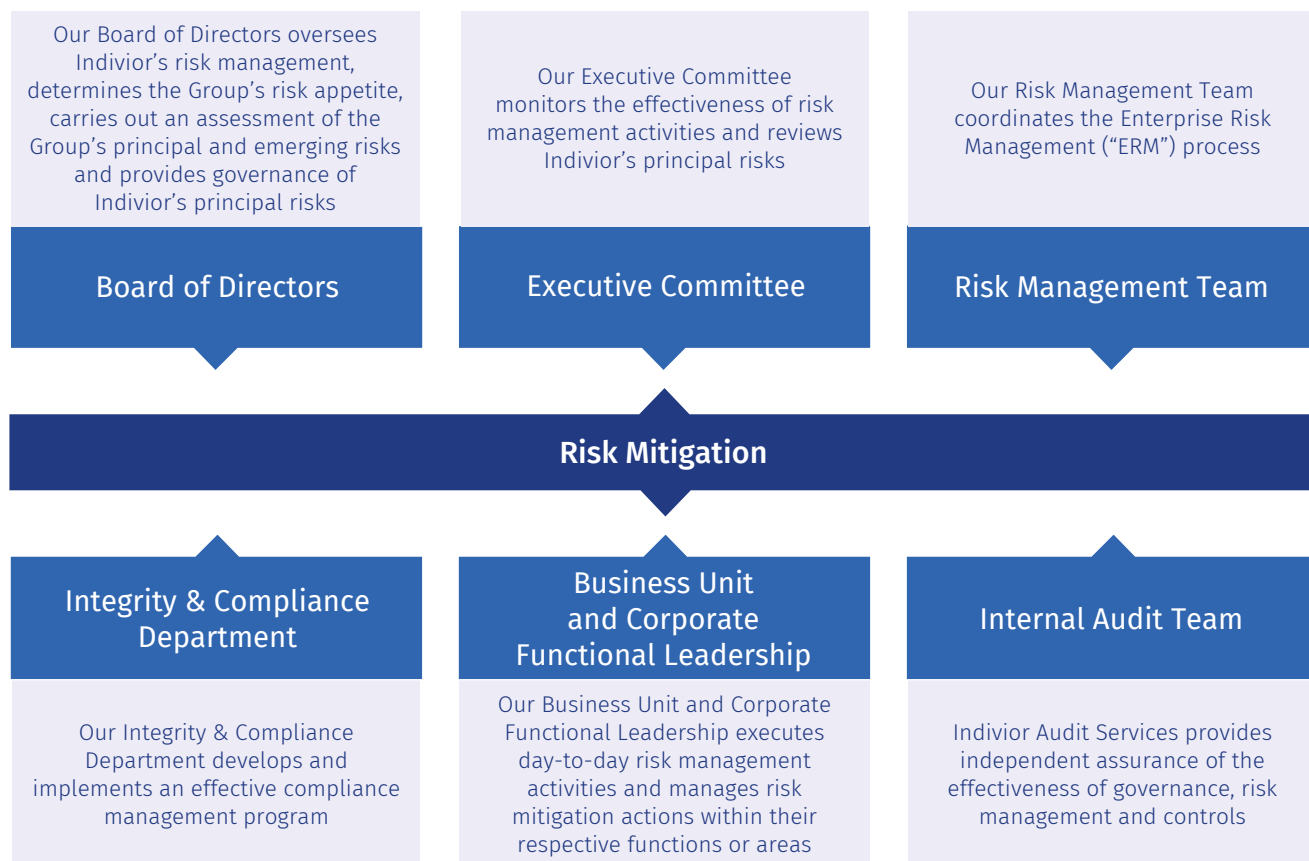 Our Board of Directors oversees
Indivior’s risk management,
determines the Group’s risk appetite,
carries out an assessment of the
Group’s principal and emerging risks
and provides governance of
Indivior’s principal risks
Board of Directors
Our Executive Committee
monitors the effectiveness of risk
management activities and reviews
Indivior’s principal risks
Executive Committee
Our Risk Management Team
coordinates the Enterprise Risk
Management (“ERM”) process
Risk Management Team
Risk Mitigation
Integrity & Compliance
Department
Our Integrity & Compliance
Department develops and
implements an effective compliance
management program
Business Unit
and Corporate
Functional Leadership
Our Business Unit and Corporate
Functional Leadership executes
day-to-day risk management
activities and manages risk
mitigation actions within their
respective functions or areas
Internal Audit Team
Indivior Audit Services provides
independent assurance of the
effectiveness of governance, risk
management and controls